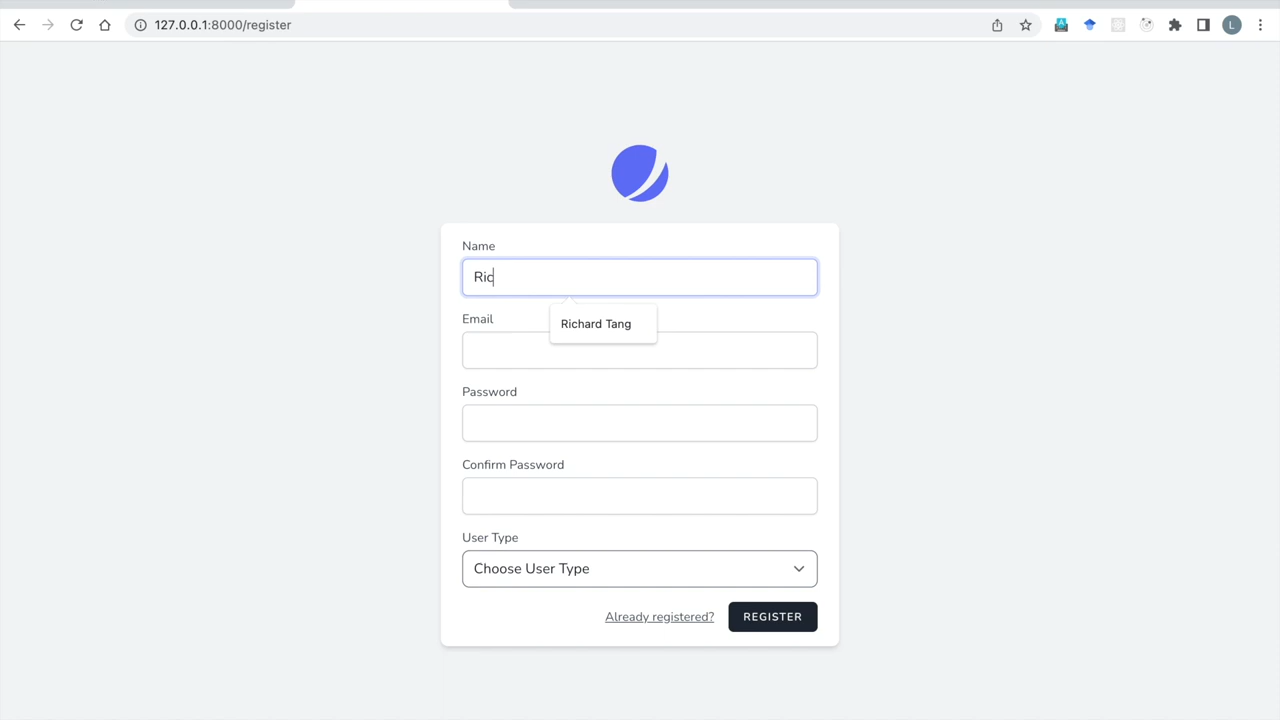 127.0.0.1:8000/register
L
Name
Ric
Richard Tang
Email
Password
Confirm Password
User Type
Choose User Type
Already registered?
REGISTER